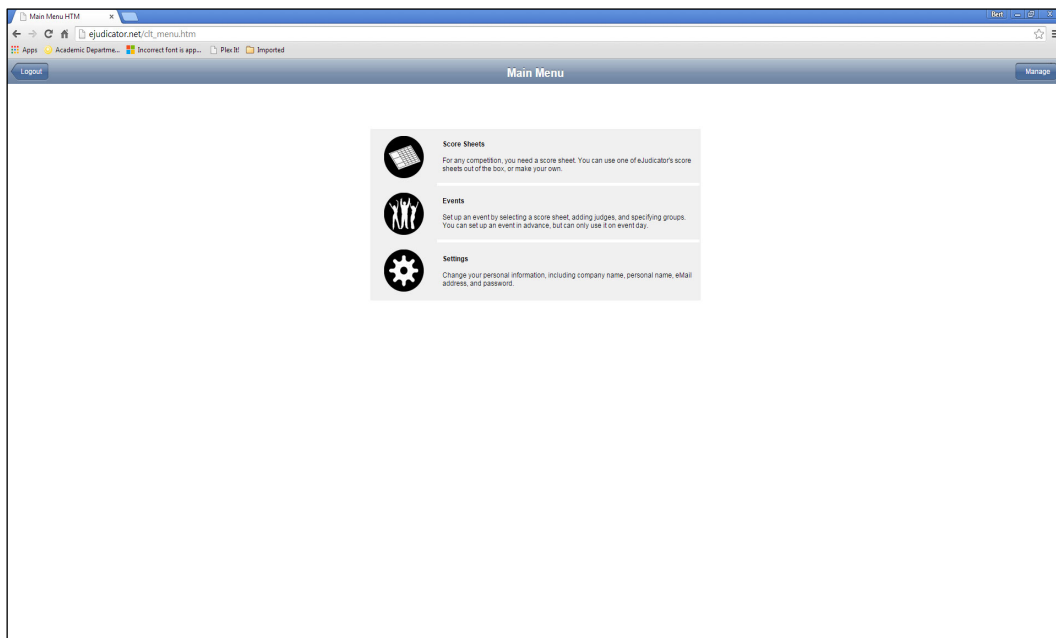 Main Menu HTM
Bert
ejudicator.net/clt_menu.htm
Apps Academic Departme... Incorrect font is app... Plex It! Imported
Logout Main Menu Manage
Score Sheets
For any competition, you need a score sheet. You can use one of eJudicator's score
sheets out of the box, or make your own.
Events
Set up an event by selecting a score sheet, adding judges, and specifying groups.
You can set up an event in advance, but can only use it on event day.
Settings
Change your personal information, including company name, personal name, eMail
address, and password.